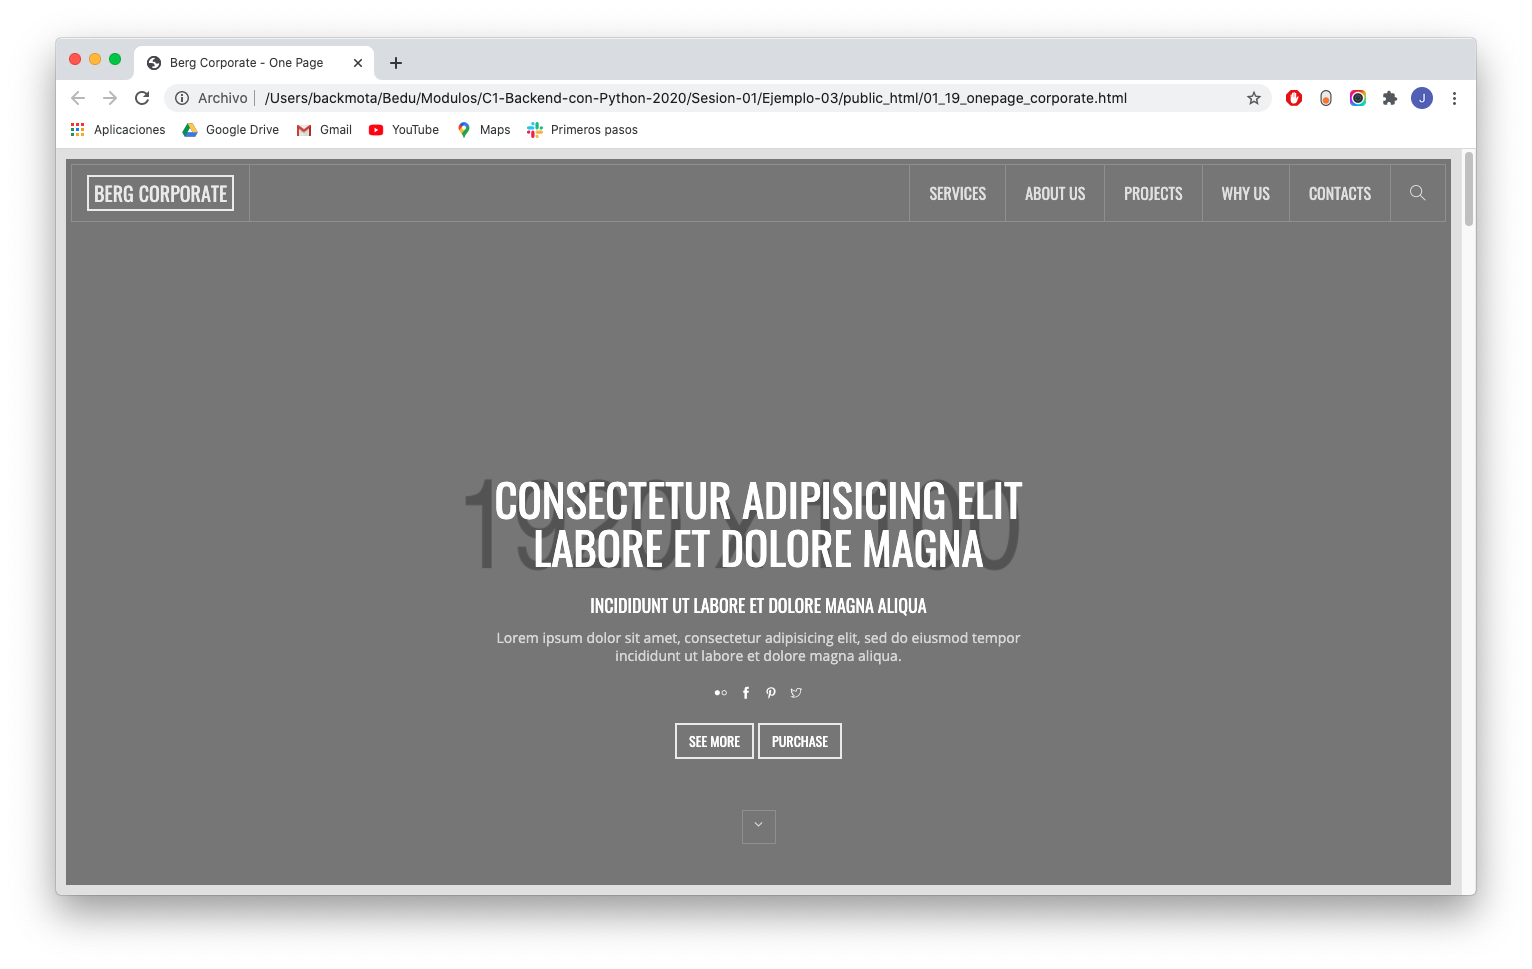 Berg Corporate - One Page
Archivo /Users/backmota/Bedu/Modulos/C1-Backend-con-Python-2020/Sesion-01/Ejemplo-03/public_html/01_19_onepage_corporate.html
J
Aplicaciones Google Drive Gmail YouTube Maps Primeros pasos
BERG CORPORATE SERVICES ABOUT US PROJECTS WHY US CONTACTS
1920 X 1100
CONSECTETUR ADIPISICING ELIT
LABORE ET DOLORE MAGNA
INCIDIDUNT UT LABORE ET DOLORE MAGNA ALIQUA
Lorem ipsum dolor sit amet, consectetur adipisicing elit, sed do eiusmod tempor
incididunt ut labore et dolore magna aliqua.
SEE MORE PURCHASE